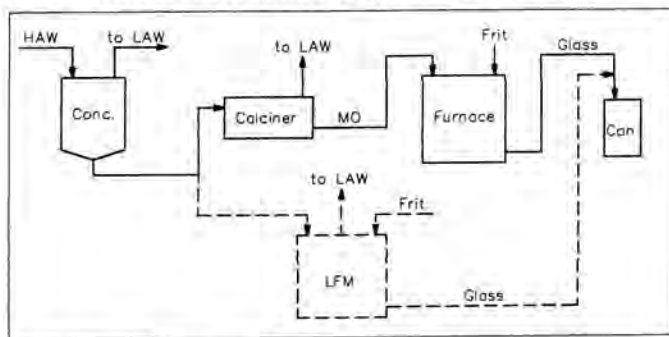 HAW
to LAW
Conc.
to LAW
Calciner
MO
Frit
Furnace
Glass
Can
to LAW
Frit
LFM
Glass